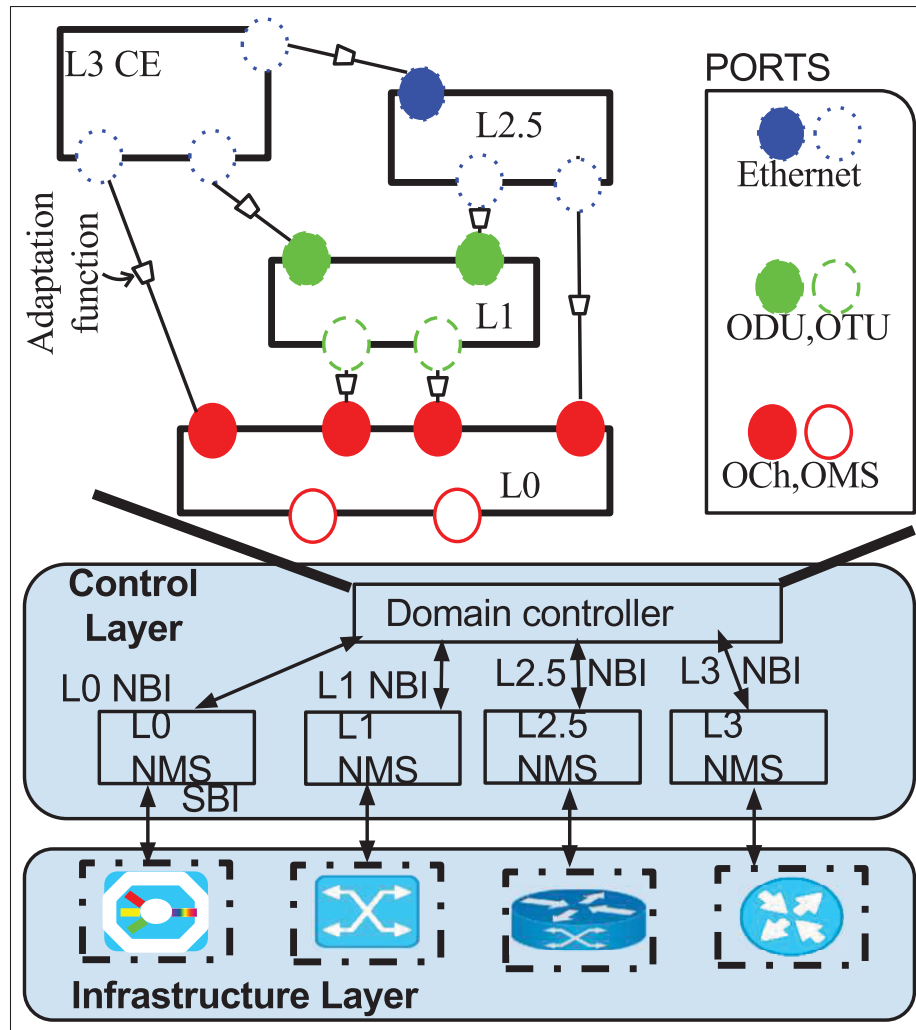 L3 CE
PORTS
L2.5
Ethernet
Adaptation
function
L1
ODU,OTU
L0
OCh,OMS
Control
Layer
Domain controller
L0 NBI
L1 NBI
L2.5 NBI
L3 NBI
L0
NMS
L1
NMS
L2.5
NMS
L3
NMS
SBI
Infrastructure Layer